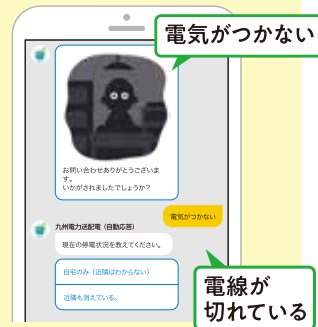 電気がつかない
お問い合わせありがとうございま
す。
いかがされましたでしょうか？
電気がつかない
九州電力送配電（自動応答）
現在の停電状況を教えてください。
自宅のみ（近隣はわからない）
近隣も消えている。
電線が
切れている